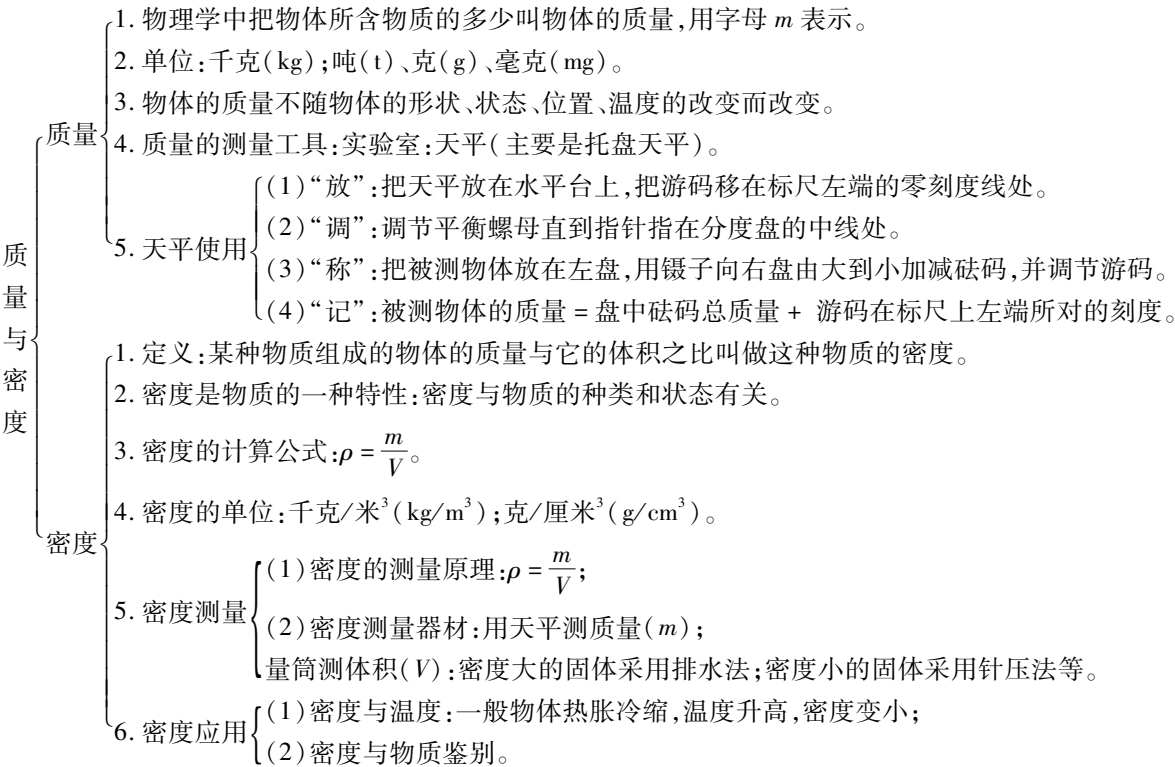 质量与密度
质量
1. 物理学中把物体所含物质的多少叫物体的质量,用字母 m 表示。
2. 单位:千克(kg);吨(t)、克(g)、毫克(mg)。
3. 物体的质量不随物体的形状、状态、位置、温度的改变而改变。
4. 质量的测量工具:实验室:天平(主要是托盘天平)。
5. 天平使用
(1)“放”:把天平放在水平台上,把游码移在标尺左端的零刻度线处。
(2)“调”:调节平衡螺母直到指针指在分度盘的中线处。
(3)“称”:把被测物体放在左盘,用镊子向右盘由大到小加减砝码,并调节游码。
(4)“记”:被测物体的质量 = 盘中砝码总质量 + 游码在标尺上左端所对的刻度。
密度
1. 定义:某种物质组成的物体的质量与它的体积之比叫做这种物质的密度。
2. 密度是物质的一种特性:密度与物质的种类和状态有关。
3. 密度的计算公式:ρ = m/V。
4. 密度的单位:千克/米³(kg/m³);克/厘米³(g/cm³)。
5. 密度测量
(1)密度的测量原理:ρ = m/V;
(2)密度测量器材:用天平测质量(m);
量筒测体积(V):密度大的固体采用排水法;密度小的固体采用针压法等。
6. 密度应用
(1)密度与温度:一般物体热胀冷缩,温度升高,密度变小;
(2)密度与物质鉴别。